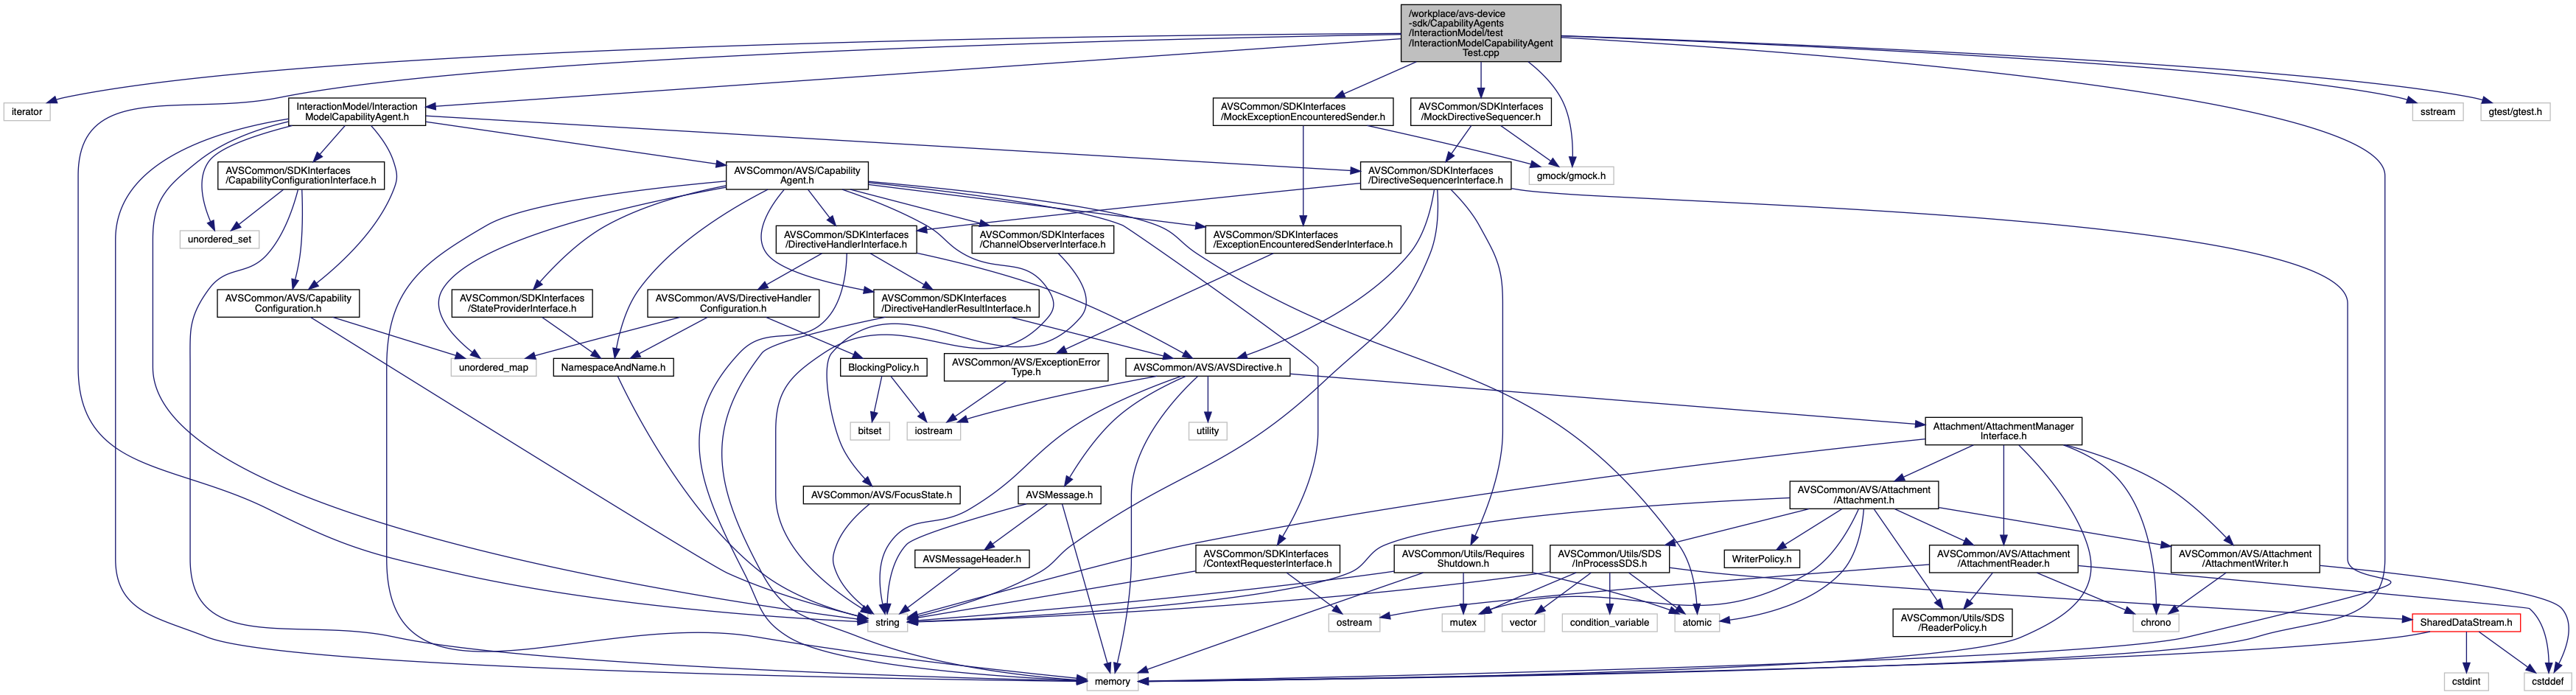 /workplace/avs-device
-sdk/CapabilityAgents
/InteractionModel/test
/InteractionModelCapabilityAgent
Test.cpp
iterator
InteractionModel/Interaction
ModelCapabilityAgent.h
AVSCommon/SDKInterfaces
/MockExceptionEncounteredSender.h
AVSCommon/SDKInterfaces
/MockDirectiveSequencer.h
sstream
gtest/gtest.h
AVSCommon/SDKInterfaces
/CapabilityConfigurationInterface.h
AVSCommon/AVS/Capability
Agent.h
AVSCommon/SDKInterfaces
/DirectiveSequencerInterface.h
gmock/gmock.h
unordered_set
AVSCommon/SDKInterfaces
/DirectiveHandlerInterface.h
AVSCommon/SDKInterfaces
/ChannelObserverInterface.h
AVSCommon/SDKInterfaces
/ExceptionEncounteredSenderInterface.h
AVSCommon/AVS/Capability
Configuration.h
AVSCommon/SDKInterfaces
/StateProviderInterface.h
AVSCommon/AVS/DirectiveHandler
Configuration.h
AVSCommon/SDKInterfaces
/DirectiveHandlerResultInterface.h
unordered_map
NamespaceAndName.h
BlockingPolicy.h
AVSCommon/AVS/ExceptionError
Type.h
AVSCommon/AVS/AVSDirective.h
bitset
iostream
utility
Attachment/AttachmentManager
Interface.h
AVSCommon/AVS/FocusState.h
AVSMessage.h
AVSCommon/AVS/Attachment
/Attachment.h
AVSMessageHeader.h
AVSCommon/SDKInterfaces
/ContextRequesterInterface.h
AVSCommon/Utils/Requires
Shutdown.h
AVSCommon/Utils/SDS
/InProcessSDS.h
WriterPolicy.h
AVSCommon/AVS/Attachment
/AttachmentReader.h
AVSCommon/AVS/Attachment
/AttachmentWriter.h
string
ostream
mutex
vector
condition_variable
atomic
AVSCommon/Utils/SDS
/ReaderPolicy.h
chrono
SharedDataStream.h
memory
cstdint
cstddef